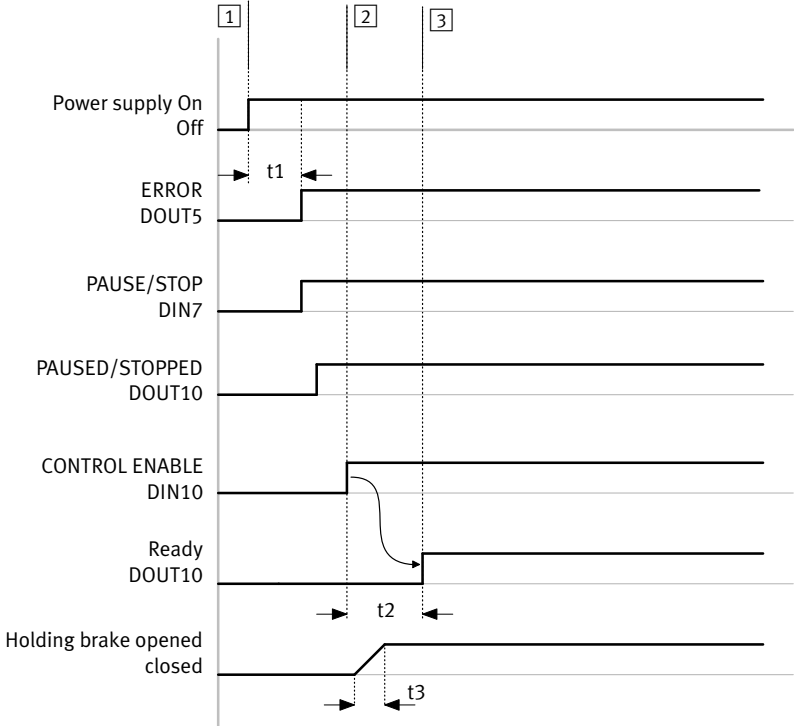 1
2
3
Power supply On
Off
t1
ERROR
DOUT5
PAUSE/STOP
DIN7
PAUSED/STOPPED
DOUT10
CONTROL ENABLE
DIN10
Ready
DOUT10
t2
Holding brake opened
closed
t3